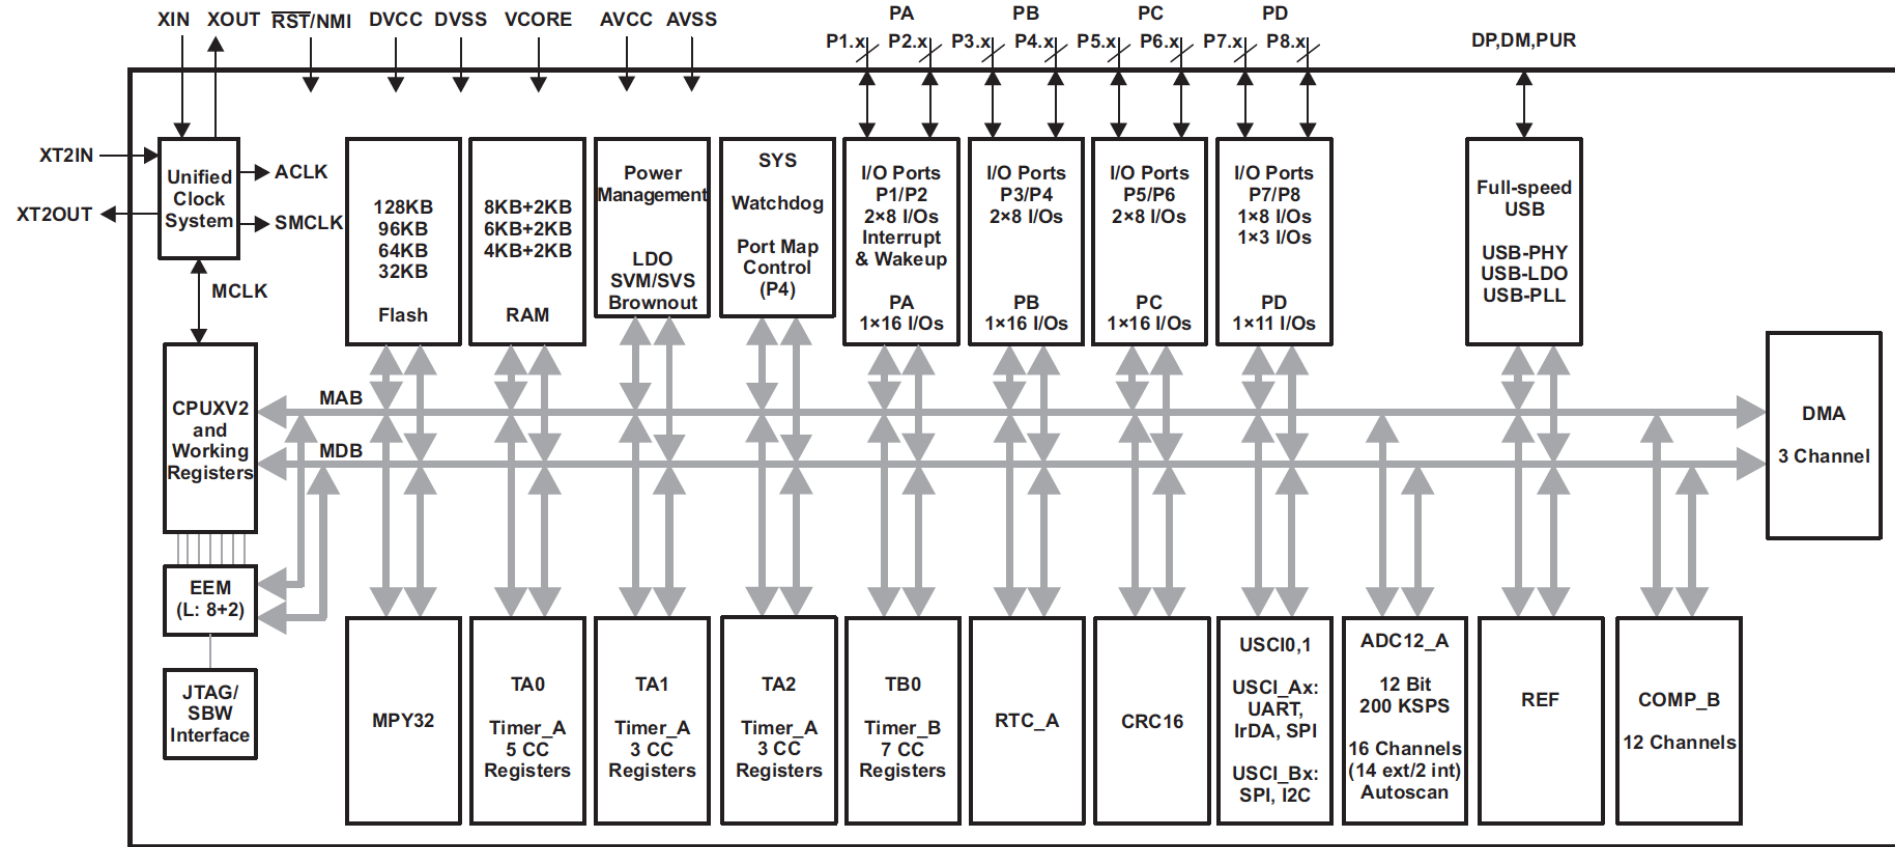 XIN XOUT RST/NMI DVCC DVSS VCORE AVCC AVSS PA PB PC PD
P1.x P2.x P3.x P4.x P5.x P6.x P7.x P8.x DP,DM,PUR
XT2IN
XT2OUT
Unified
Clock
System
ACLK
SMCLK
MCLK
128KB
96KB
64KB
32KB
Flash
8KB+2KB
6KB+2KB
4KB+2KB
RAM
Power
Management
LDO
SVM/SVS
Brownout
SYS
Watchdog
Port Map
Control
(P4)
I/O Ports
P1/P2
2×8 I/Os
Interrupt
& Wakeup
PA
1×16 I/Os
I/O Ports
P3/P4
2×8 I/Os
PB
1×16 I/Os
I/O Ports
P5/P6
2×8 I/Os
PC
1×16 I/Os
I/O Ports
P7/P8
1×8 I/Os
1×3 I/Os
PD
1×11 I/Os
Full-speed
USB
USB-PHY
USB-LDO
USB-PLL
CPUXV2
and
Working
Registers
MAB
MDB
DMA
3 Channel
EEM
(L: 8+2)
JTAG/
SBW
Interface
MPY32
TA0
Timer_A
5 CC
Registers
TA1
Timer_A
3 CC
Registers
TA2
Timer_A
3 CC
Registers
TB0
Timer_B
7 CC
Registers
RTC_A
CRC16
USCI0,1
USCI_Ax:
UART,
IrDA, SPI
USCI_Bx:
SPI, I2C
ADC12_A
12 Bit
200 KSPS
16 Channels
(14 ext/2 int)
Autoscan
REF
COMP_B
12 Channels